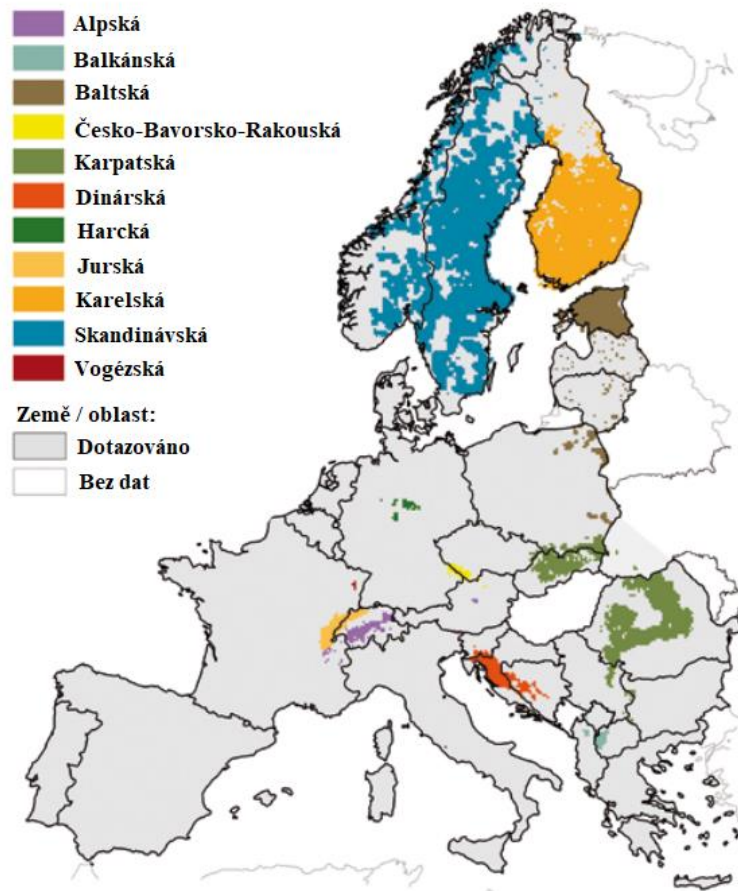 Alpská
Balkánská
Baltská
Česko-Bavorsko-Rakouská
Karpatská
Dinárská
Harcká
Jurská
Karelská
Skandinávská
Vogézská
Země / oblast:
Dotazováno
Bez dat